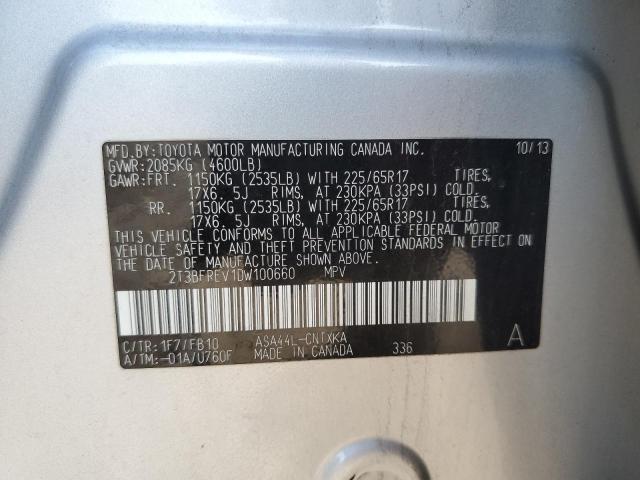 MFD.BY:TOYOTA MOTOR MANUFACTURING CANADA INC. 10/13
GVWR:2085KG (4600LB)
GAWR:FRT. 1150KG (2535LB) WITH 225/65R17 TIRES,
17X6. 5J RIMS, AT 230KPA (33PSI) COLD.
RR. 1150KG (2535LB) WITH 225/65R17 TIRES,
17X6. 5J RIMS, AT 230KPA (33PSI) COLD.
THIS VEHICLE CONFORMS TO ALL APPLICABLE FEDERAL MOTOR
VEHICLE SAFETY AND THEFT PREVENTION STANDARDS IN EFFECT ON
THE DATE OF MANUFACTURE SHOWN ABOVE.
2T3BFREV1DW100660 MPV
C/TR:1F7/FB10 ASA44L-CNTXKA A
A/TM:-01A/U760F MADE IN CANADA 336